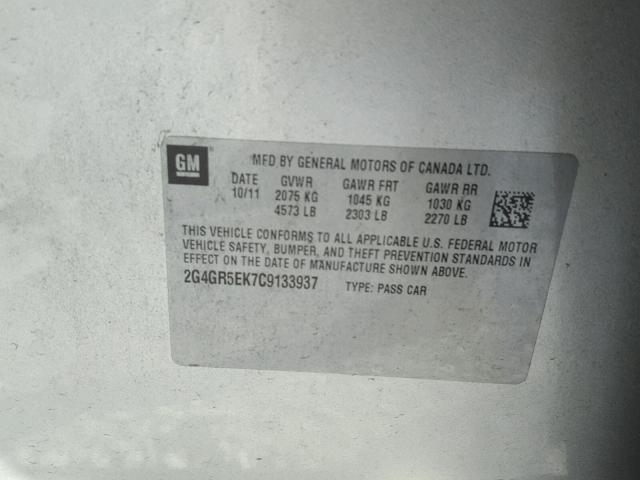 GM
MFD BY GENERAL MOTORS OF CANADA LTD.
DATE GVWR GAWR FRT GAWR RR
10/11 2075 KG 1045 KG 1030 KG
4573 LB 2303 LB 2270 LB
THIS VEHICLE CONFORMS TO ALL APPLICABLE U.S. FEDERAL MOTOR
VEHICLE SAFETY, BUMPER, AND THEFT PREVENTION STANDARDS IN
EFFECT ON THE DATE OF MANUFACTURE SHOWN ABOVE.
2G4GR5EK7C9133937 TYPE: PASS CAR